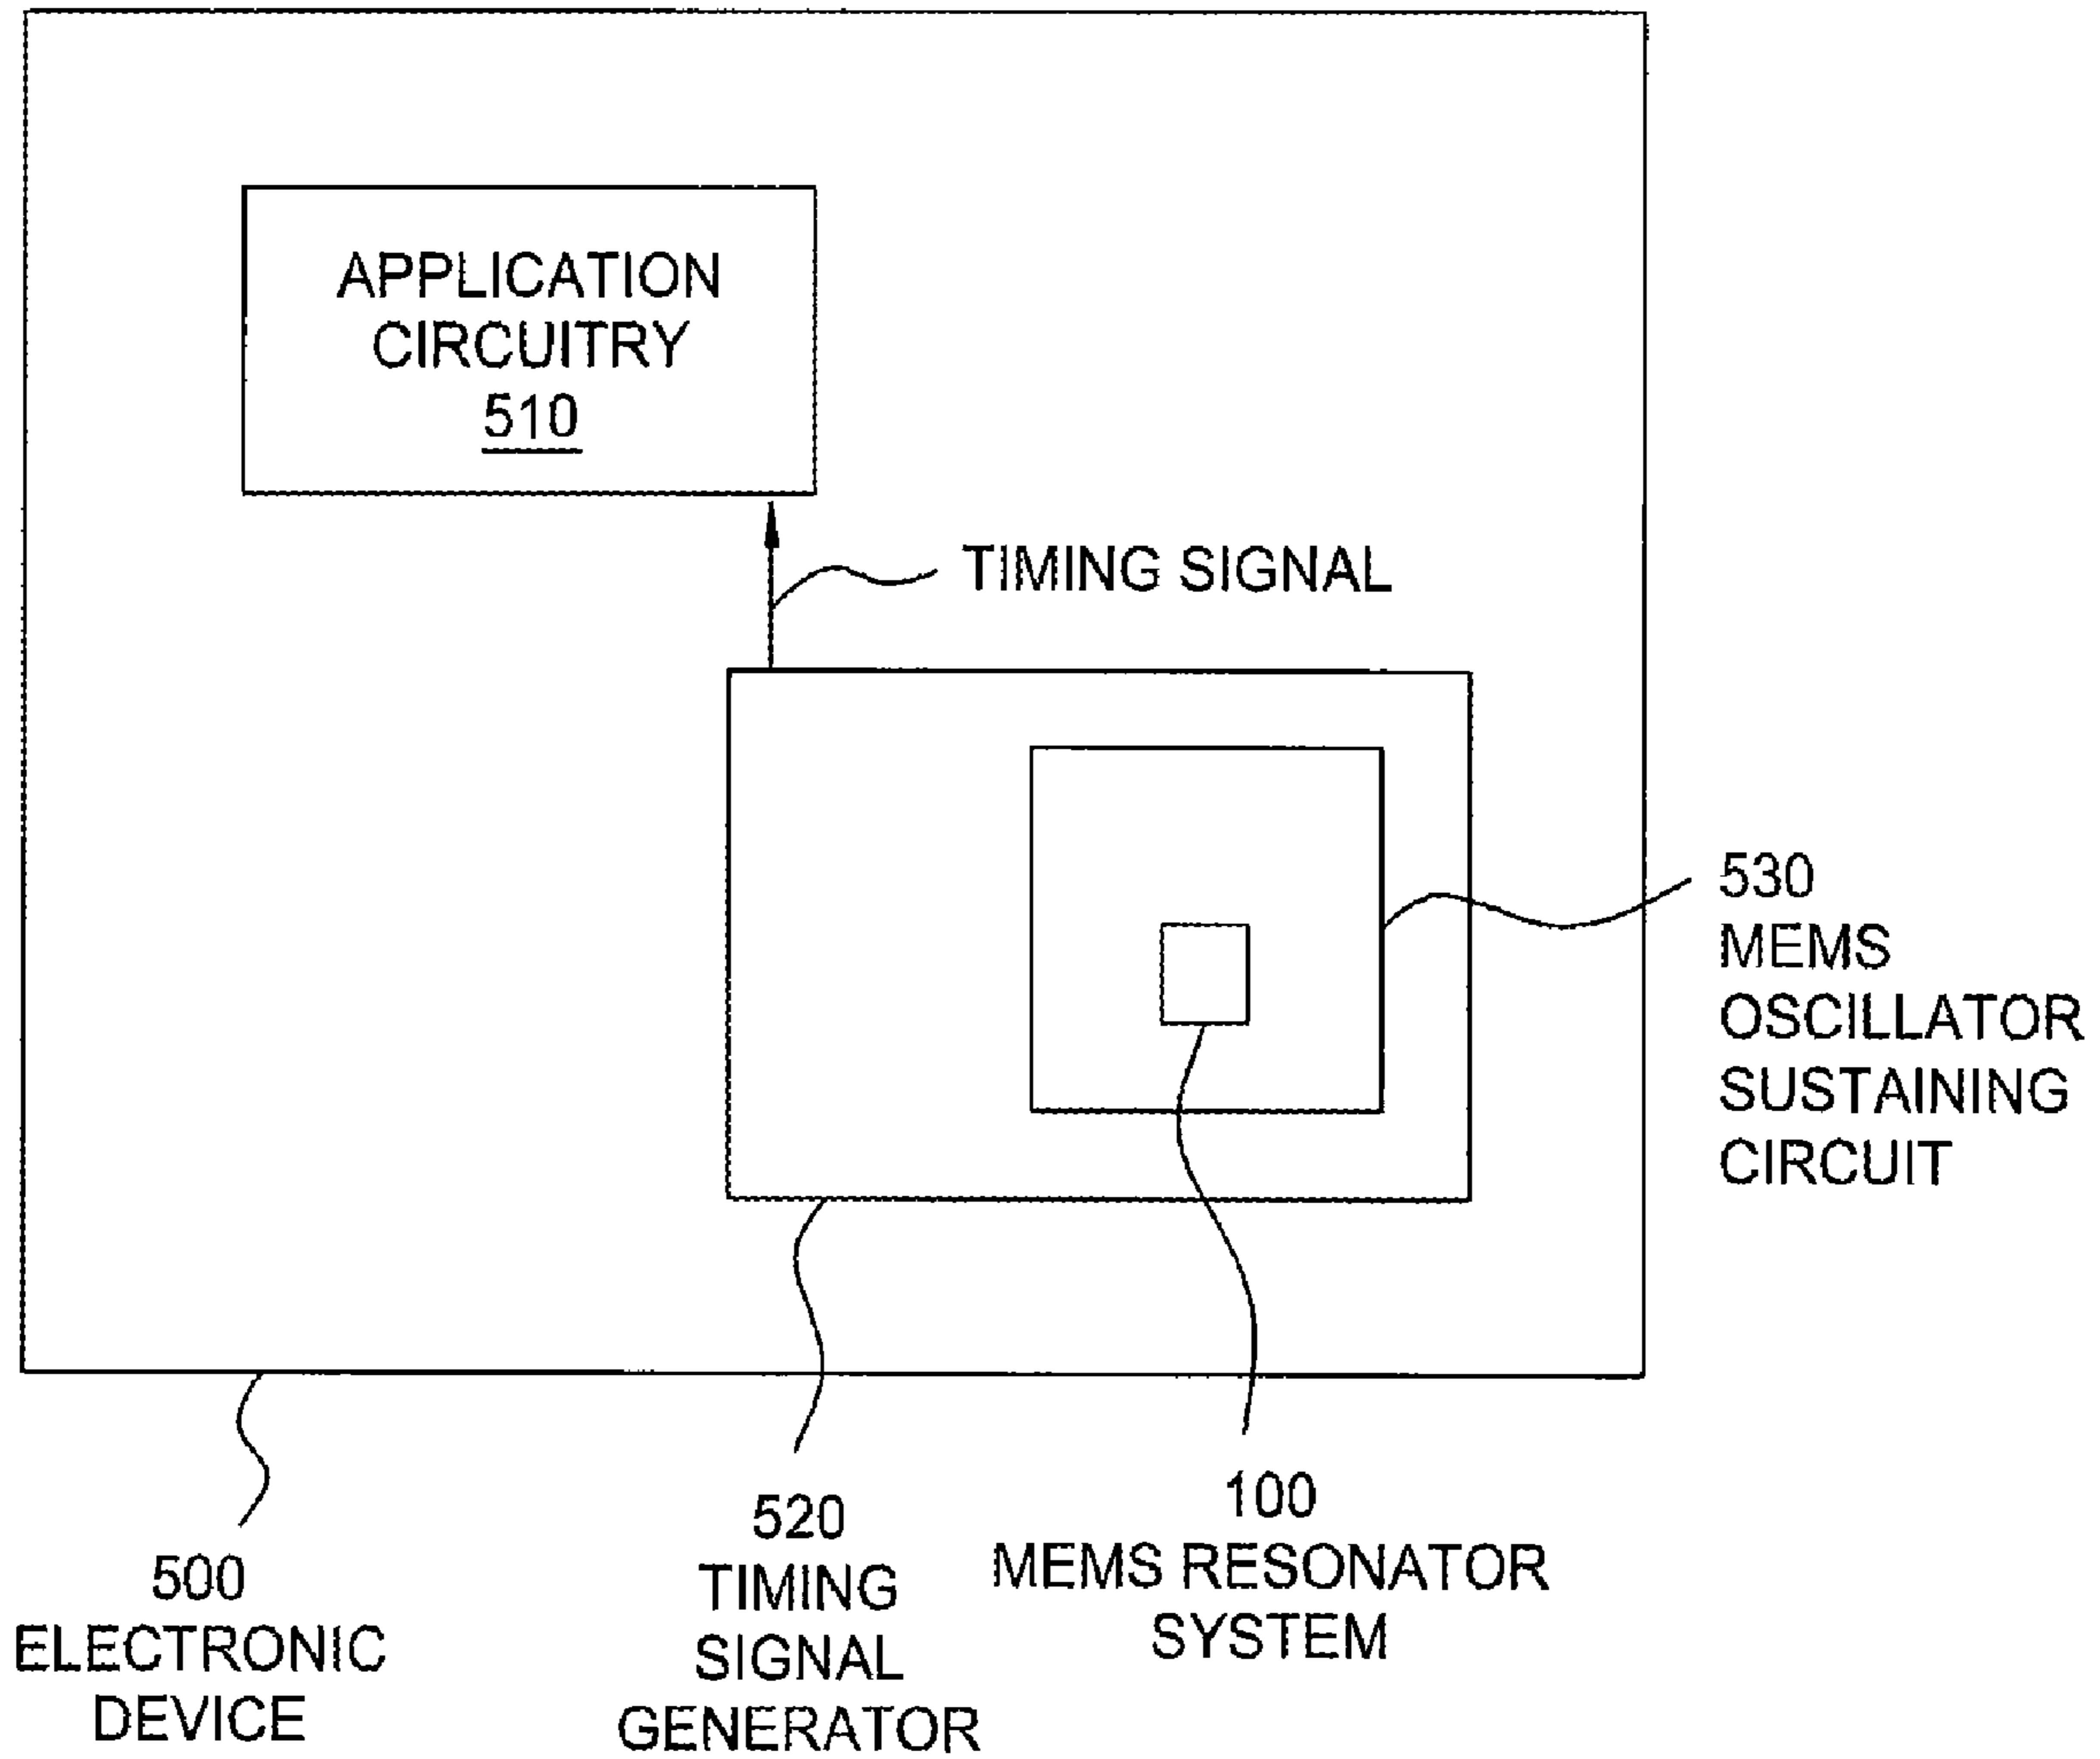 APPLICATION
CIRCUITRY
510
TIMING SIGNAL
530
MEMS
OSCILLATOR
SUSTAINING
CIRCUIT
100
MEMS RESONATOR
SYSTEM
520
TIMING
SIGNAL
GENERATOR
500
ELECTRONIC
DEVICE